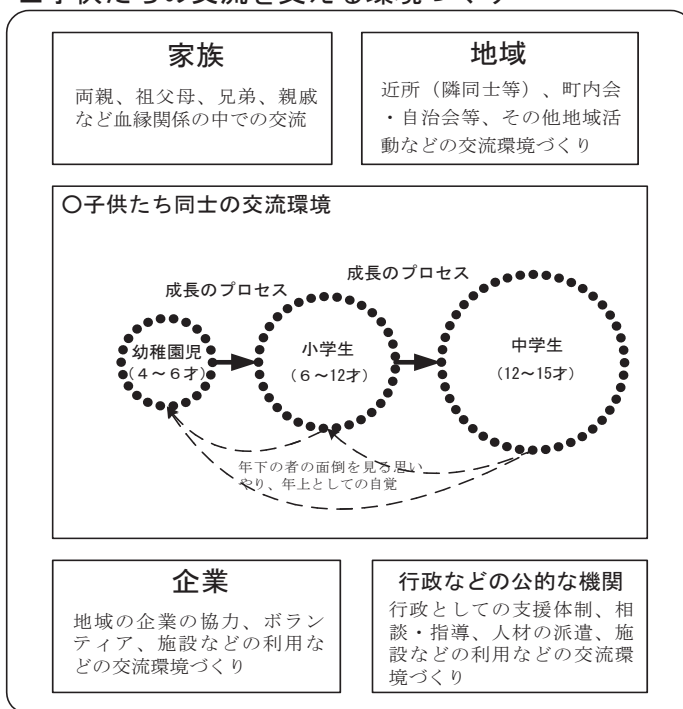 ■子供たちの交流を支える環境づくり
家族
両親、祖父母、兄弟、親戚
など血縁関係の中での交流
地域
近所（隣同士等）、町内会
・自治会等、その他地域活
動などの交流環境づくり
〇子供たち同士の交流環境
成長のプロセス
成長のプロセス
幼稚園児
（４～６才）
小学生
（６～12才）
中学生
（12～15才）
年下の者の面倒を見る思い
やり、年上としての自覚
企業
地域の企業の協力、ボラン
ティア、施設などの利用な
どの交流環境づくり
行政などの公的な機関
行政としての支援体制、相
談・指導、人材の派遣、施
設などの利用などの交流環
境づくり